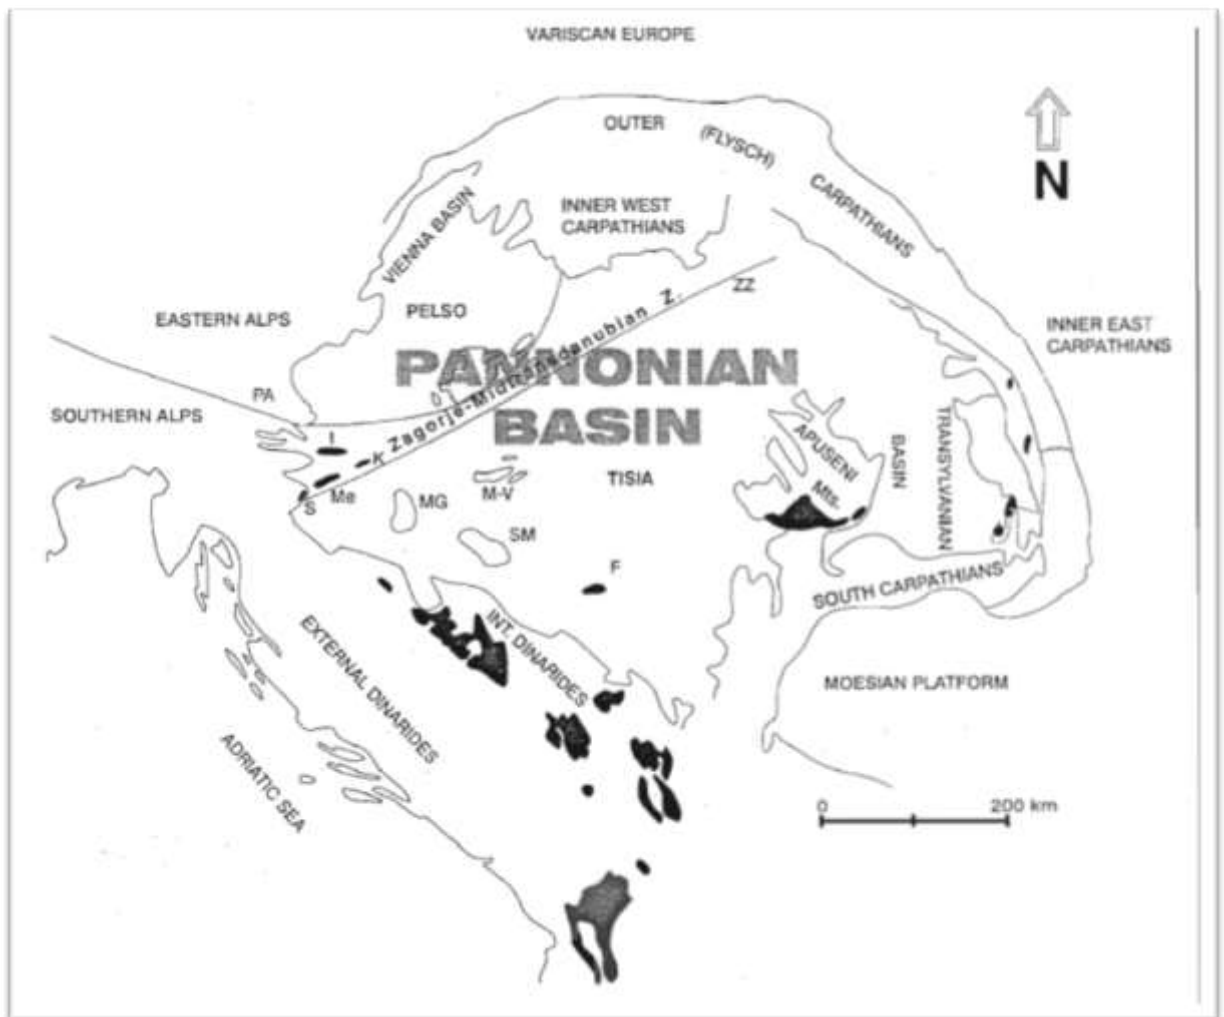 VARISCAN EUROPE
OUTER
(FLYSCH)
CARPATHIANS
N
VIENNA BASIN
INNER WEST
CARPATHIANS
ZZ
PELSO
EASTERN ALPS
INNER EAST
CARPATHIANS
Zagorje-Midtransdanubian Z.
PANNONIAN
BASIN
PA
SOUTHERN ALPS
I
K
APUSENI
Mts.
BASIN
TRANSYLVANIAN
TISIA
Me
S
MG
M-V
SM
F
SOUTH CARPATHIANS
INT. DINARIDES
EXTERNAL DINARIDES
MOESIAN PLATFORM
ADRIATIC SEA
0 200 km